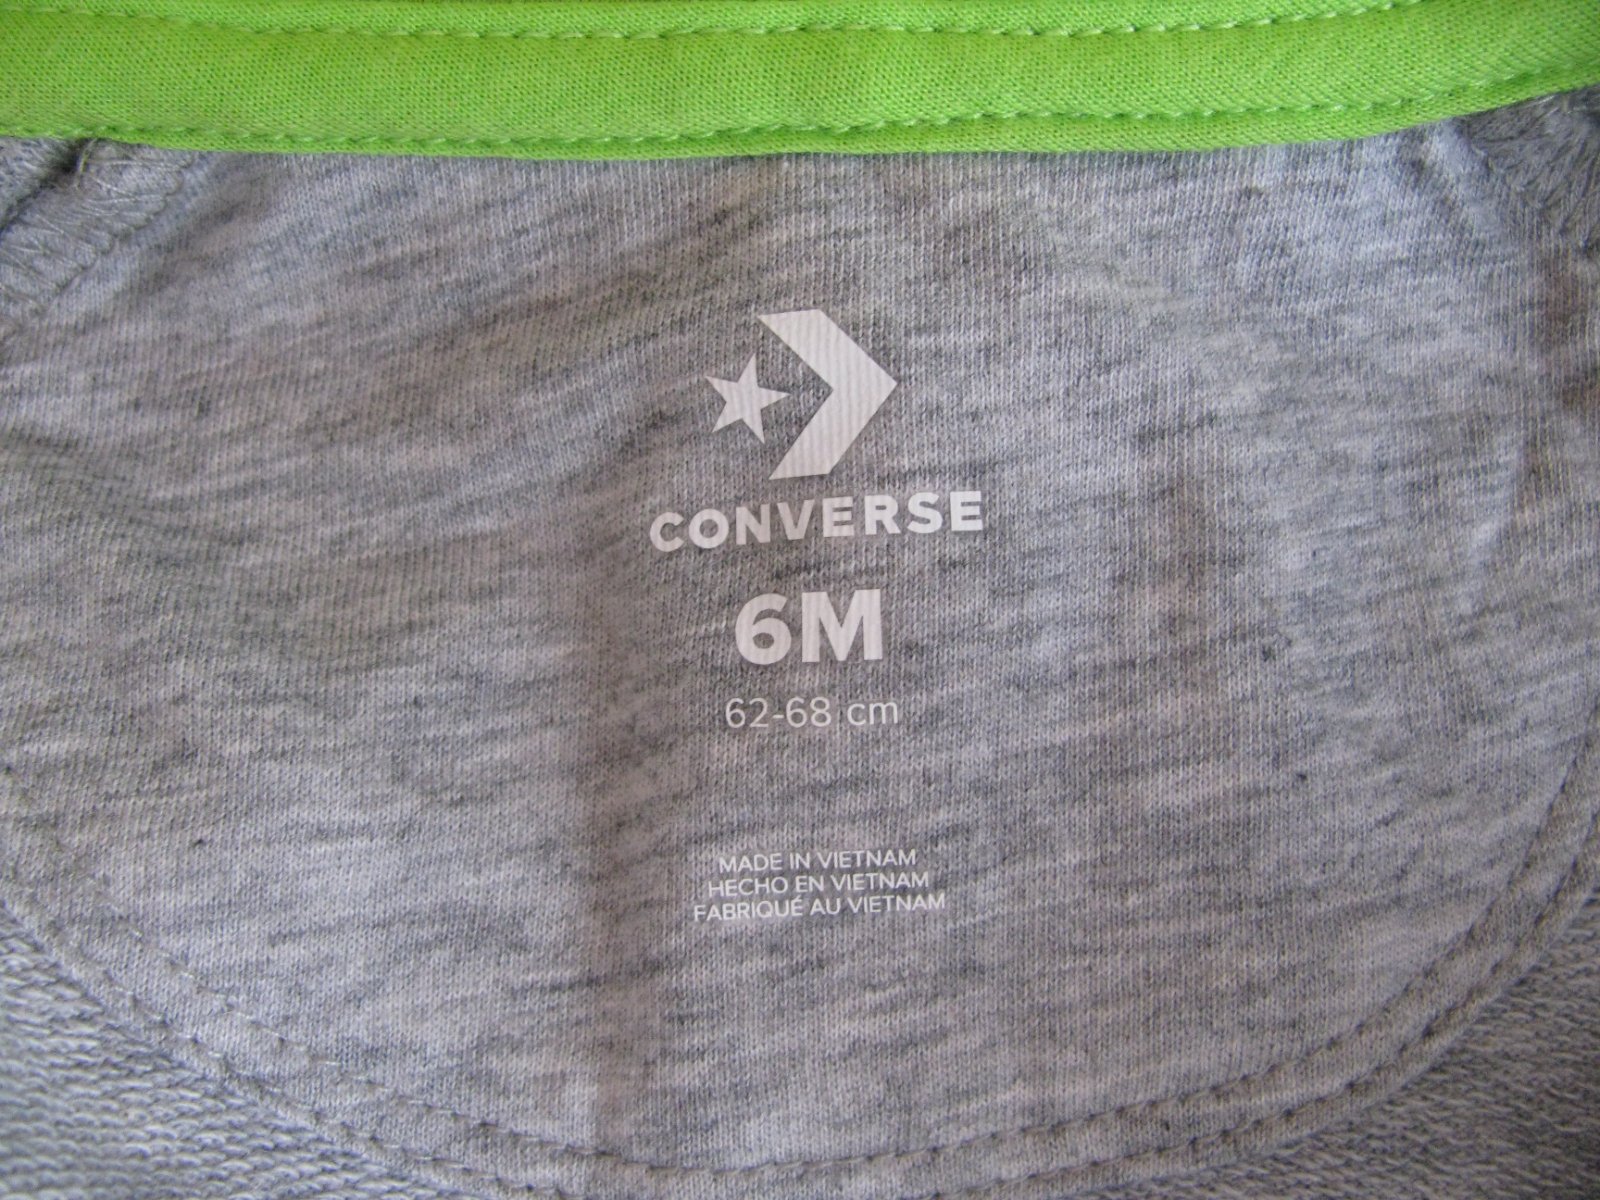 CONVERSE
6M
62-68 cm
MADE IN VIETNAM
HECHO EN VIETNAM
FABRIQUÉ AU VIETNAM